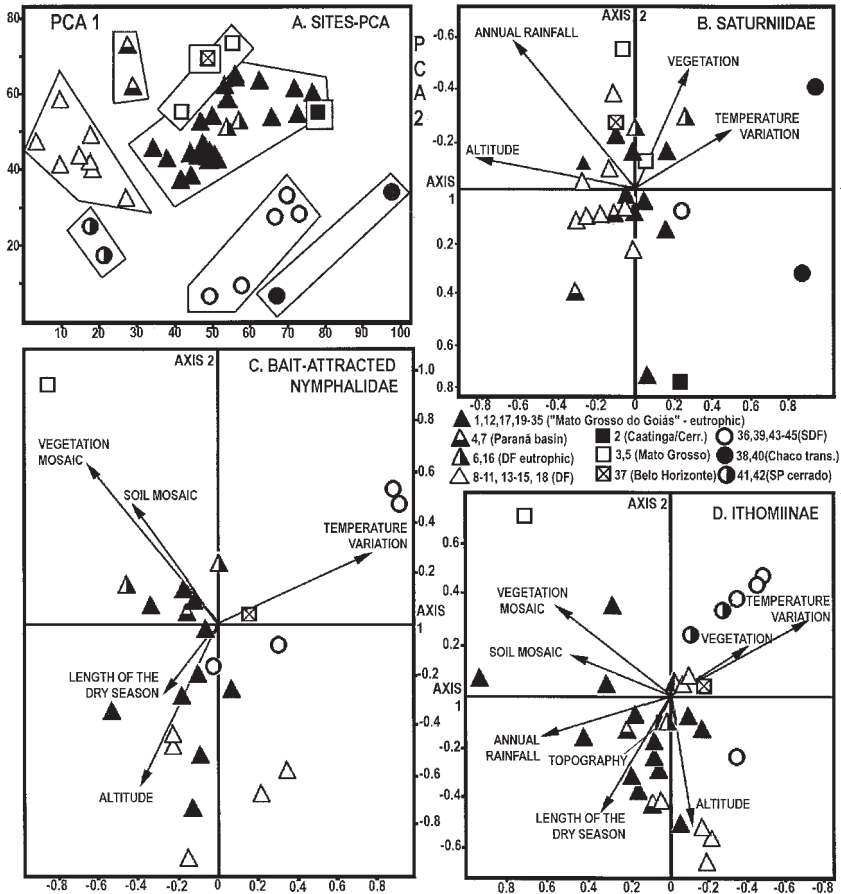 80
60
40
20
PCA 1
A. SITES-PCA
P
C
A
2
10
20
30
40
50
60
70
80
90
100
AXIS 2
B. SATURNIIDAE
-0.6
-0.4
-0.2
AXIS
1
0.2
0.4
0.6
0.8
ANNUAL RAINFALL
VEGETATION
TEMPERATURE
VARIATION
ALTITUDE
-0.8
-0.6
-0.4
-0.2
0
0.2
0.4
0.6
0.8
1,12,17,19-35 ("Mato Grosso do Goiás" - eutrophic)
4,7 (Paraná basin)
2 (Caatinga/Cerr.)
36,39,43-45(SDF)
6,16 (DF eutrophic)
3,5 (Mato Grosso)
38,40(Chaco trans.)
8-11, 13-15, 18 (DF)
37 (Belo Horizonte)
41,42(SP cerrado)
AXIS 2
C. BAIT-ATTRACTED
NYMPHALIDAE
1.0
0.8
0.6
0.4
0.2
AXIS
1
-0.2
-0.4
-0.6
-0.8
VEGETATION
MOSAIC
SOIL MOSAIC
TEMPERATURE
VARIATION
LENGTH OF THE
DRY SEASON
ALTITUDE
-0.8
-0.6
-0.4
-0.2
0
0.2
0.4
0.6
0.8
AXIS 2
D. ITHOMIINAE
0.6
0.4
0.2
AXIS
1
-0.2
-0.4
-0.6
VEGETATION
MOSAIC
SOIL MOSAIC
TEMPERATURE
VARIATION
VEGETATION
ANNUAL
RAINFALL
TOPOGRAPHY
LENGTH OF THE
DRY SEASON
ALTITUDE
0.8
0.6
0.4
0.2
0
-0.2
-0.4
-0.6
-0.8